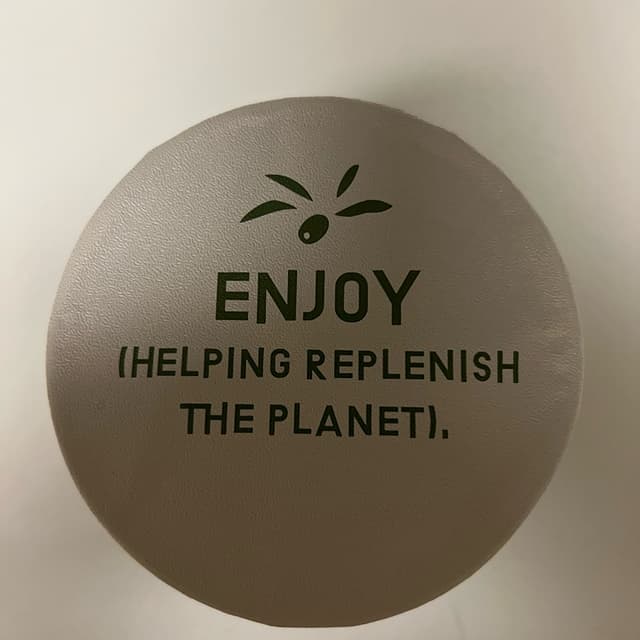 ENJOY
(HELPING REPLENISH
THE PLANET).